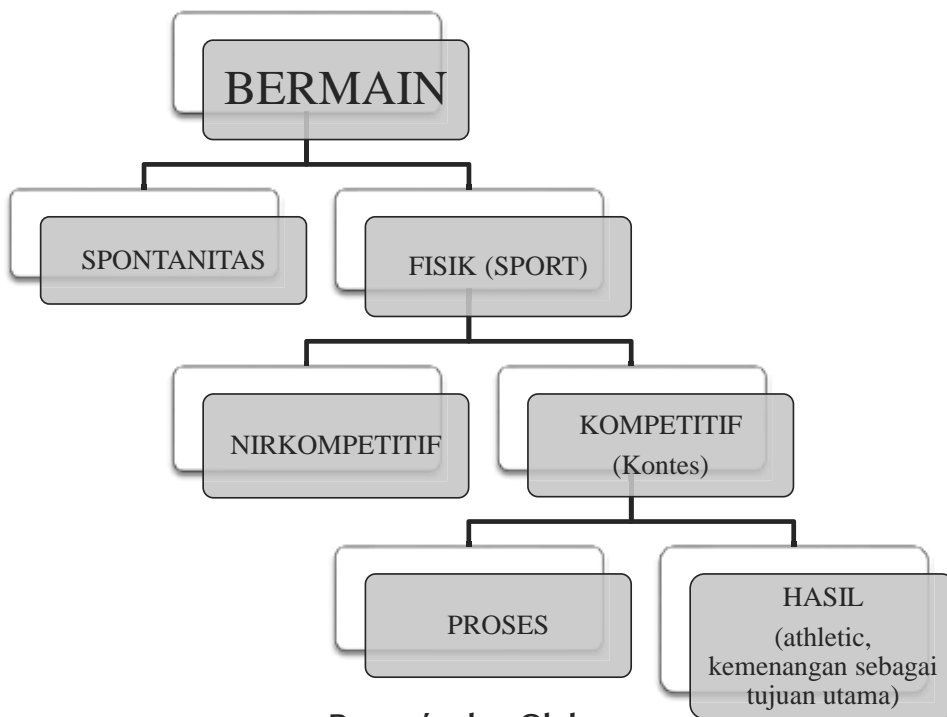 BERMAIN
SPONTANITAS
FISIK (SPORT)
NIRKOMPETITIF
KOMPETITIF
(Kontes)
PROSES
HASIL
(athletic,
kemenangan sebagai
tujuan utama)